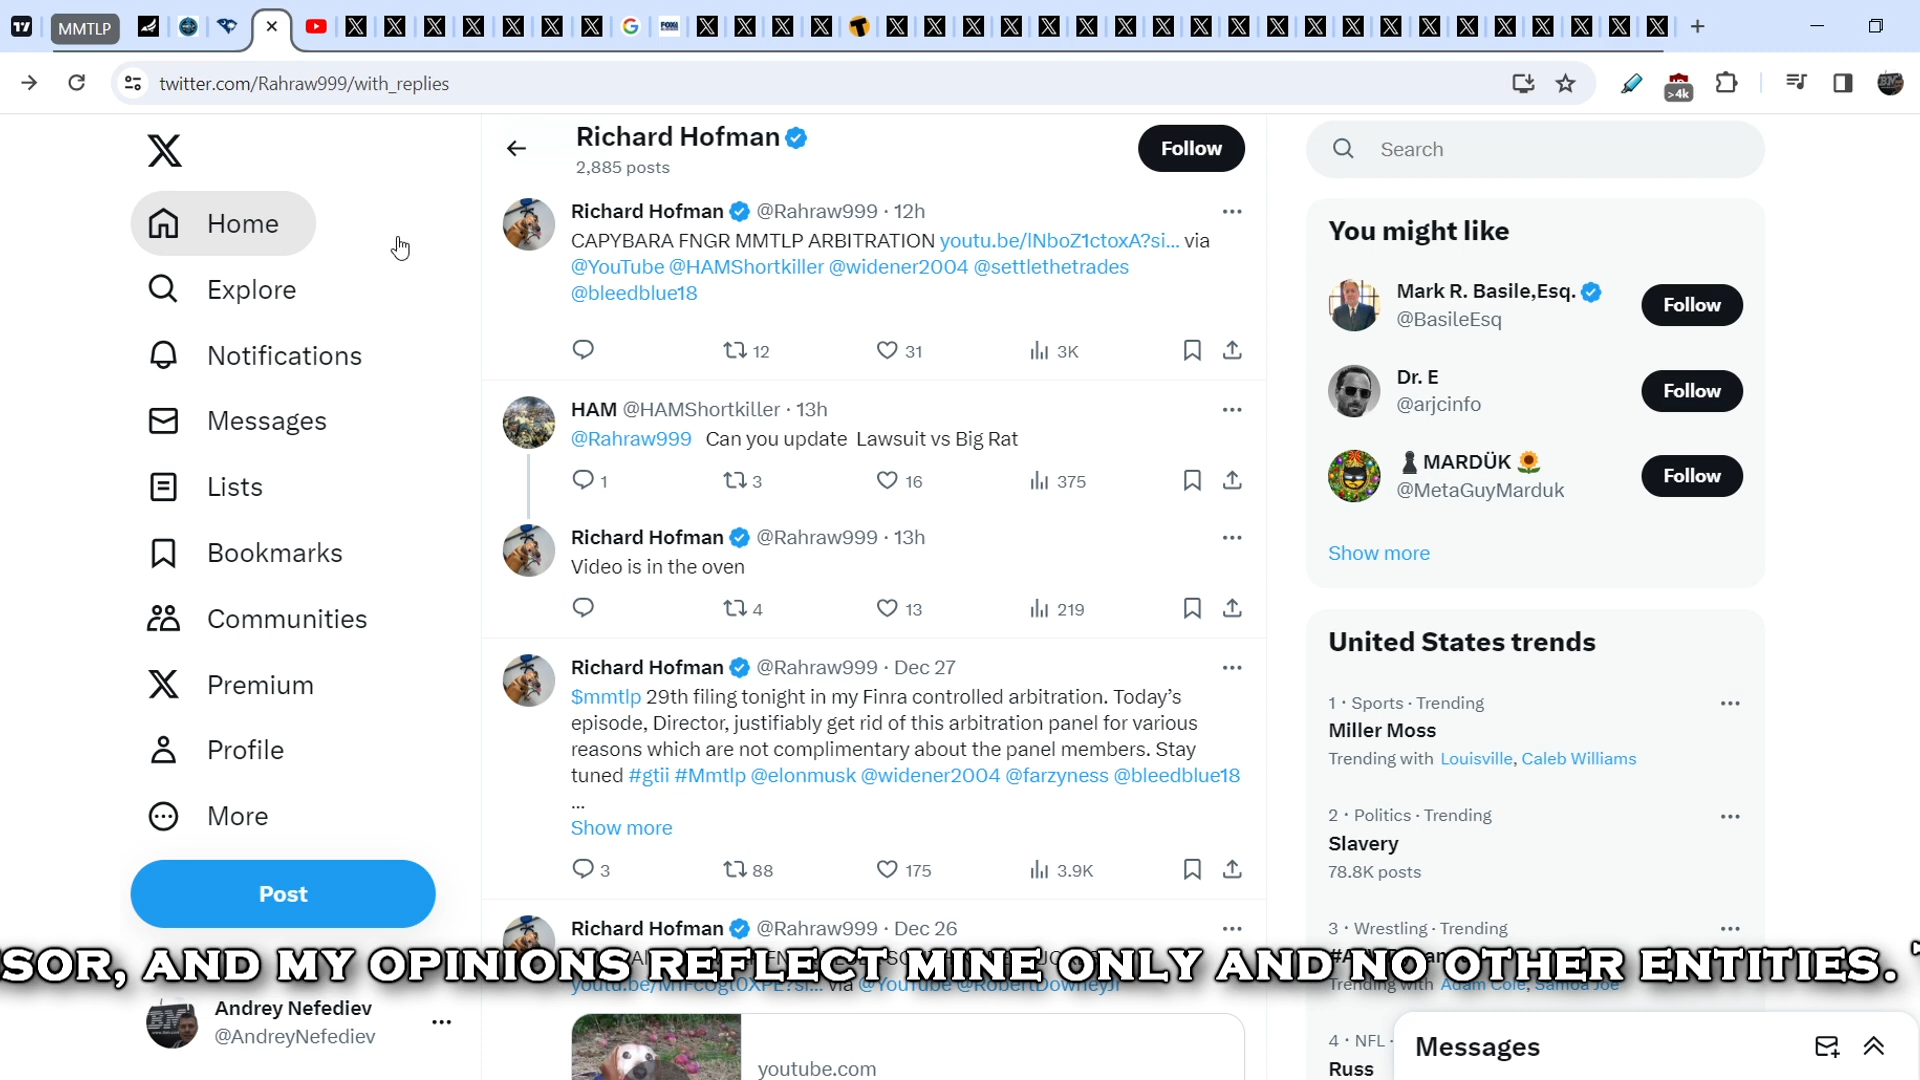 MMTLP
twitter.com/Rahraw999/with_replies
>4k
Home
Explore
Notifications
Messages
Lists
Bookmarks
Communities
Premium
Profile
More
Post
Andrey Nefediev
@AndreyNefediev
Richard Hofman
2,885 posts
Follow
Richard Hofman @Rahraw999 · 12h
CAPYBARA FNGR MMTLP ARBITRATION youtu.be/lNboZ1ctoxA?si... via
@YouTube @HAMShortkiller @widener2004 @settlethetrades
@bleedblue18
12 31 3K
HAM @HAMShortkiller · 13h
@Rahraw999 Can you update Lawsuit vs Big Rat
1 3 16 375
Richard Hofman @Rahraw999 · 13h
Video is in the oven
4 13 219
Richard Hofman @Rahraw999 · Dec 27
$mmtlp 29th filing tonight in my Finra controlled arbitration. Today’s
episode, Director, justifiably get rid of this arbitration panel for various
reasons which are not complimentary about the panel members. Stay
tuned #gtii #Mmtlp @elonmusk @widener2004 @farzyness @bleedblue18
...
Show more
3 88 175 3.9K
Richard Hofman @Rahraw999 · Dec 26
via @YouTube @RobertDowneyJr
youtube.com
SOR, AND MY OPINIONS REFLECT MINE ONLY AND NO OTHER ENTITIES.
Search
You might like
Mark R. Basile,Esq.
@BasileEsq
Follow
Dr. E
@arjcinfo
Follow
MARDÜK
@MetaGuyMarduk
Follow
Show more
United States trends
1 · Sports · Trending
Miller Moss
Trending with Louisville, Caleb Williams
2 · Politics · Trending
Slavery
78.8K posts
3 · Wrestling · Trending
Trending with Adam Cole, Samoa Joe
4 · NFL ·
Russ
Messages